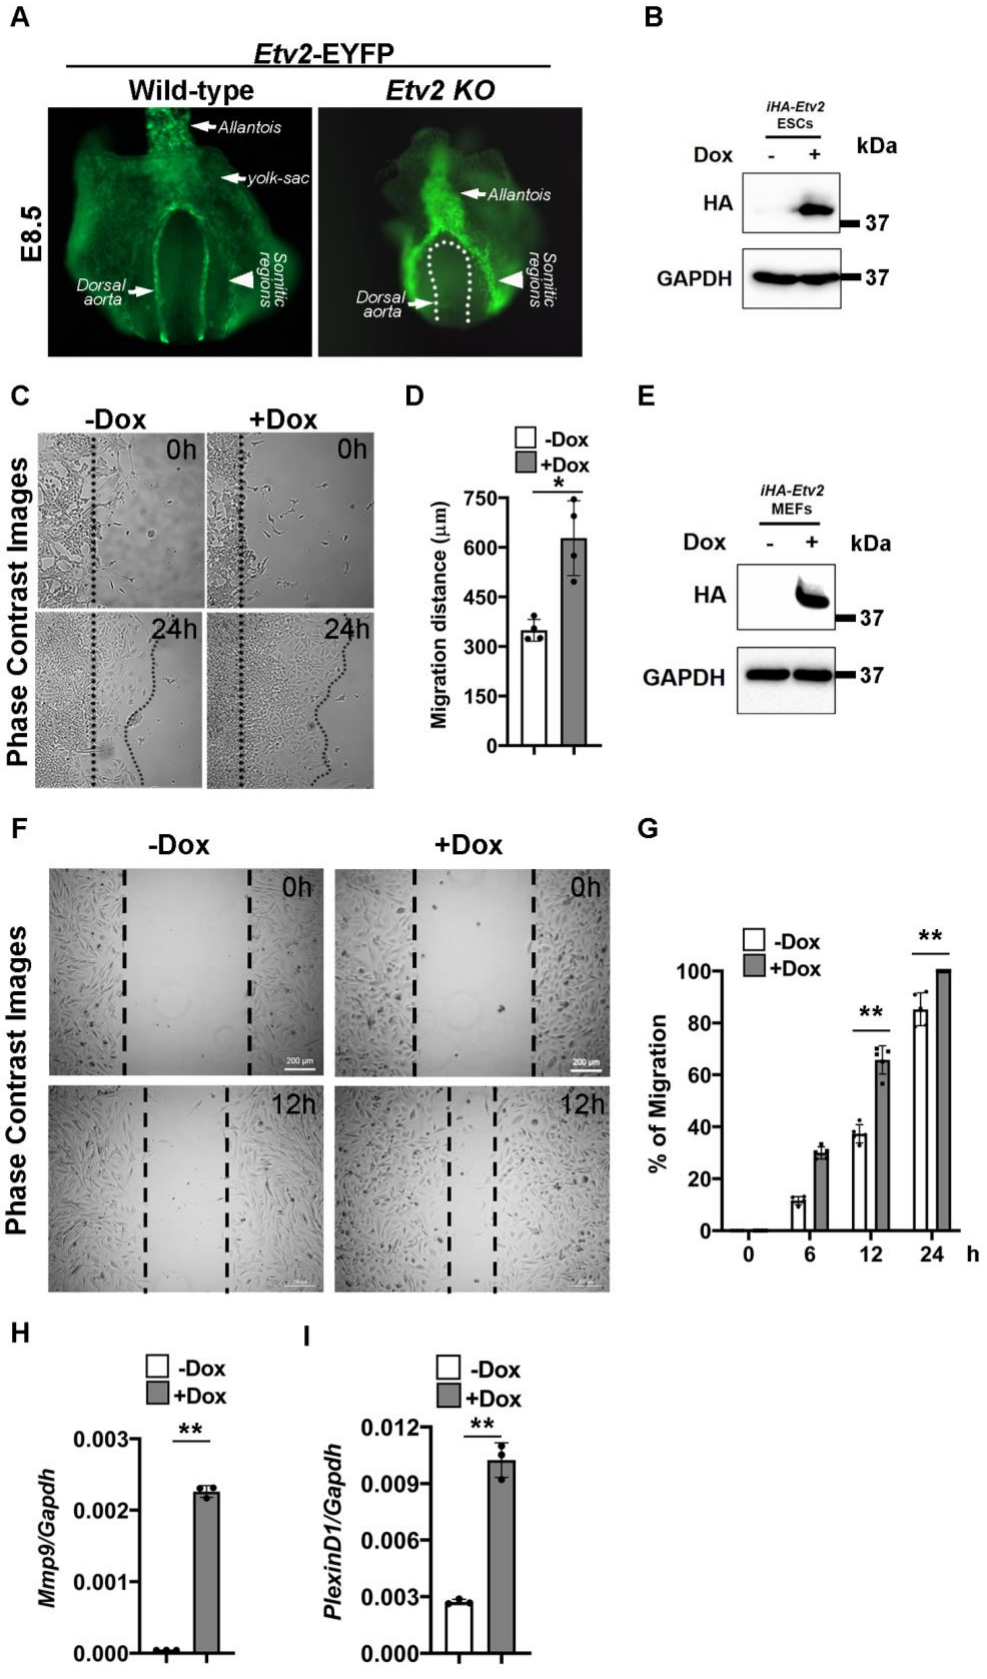 A
Etv2-EYFP
Wild-type
Etv2 KO
E8.5
Allantois
yolk-sac
Dorsal
aorta
Somitic
regions
Allantois
Dorsal
aorta
Somitic
regions
B
iHA-Etv2
ESCs
Dox - + kDa
HA
37
GAPDH
37
C
-Dox
+Dox
Phase Contrast Images
0h
0h
24h
24h
D
-Dox
+Dox
*
Migration distance (µm)
750
600
450
300
150
0
E
iHA-Etv2
MEFs
Dox - + kDa
HA
37
GAPDH
37
F
-Dox
+Dox
Phase Contrast Images
0h
200 µm
0h
200 µm
12h
12h
G
-Dox
+Dox
**
**
% of Migration
100
80
60
40
20
0
0 6 12 24 h
H
-Dox
+Dox
**
Mmp9/Gapdh
0.003
0.002
0.001
0.000
I
-Dox
+Dox
**
PlexinD1/Gapdh
0.012
0.009
0.006
0.003
0.000